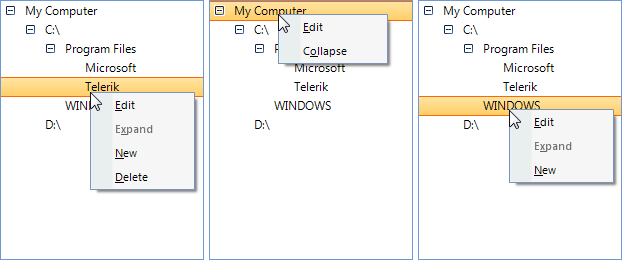 My Computer
C:\
Program Files
Microsoft
Telerik
WIN
D:\
Edit
Expand
New
Delete
My Computer
C:\
P
Microsoft
Telerik
WINDOWS
D:\
Edit
Collapse
My Computer
C:\
Program Files
Microsoft
Telerik
WINDOWS
D:\
Edit
Expand
New